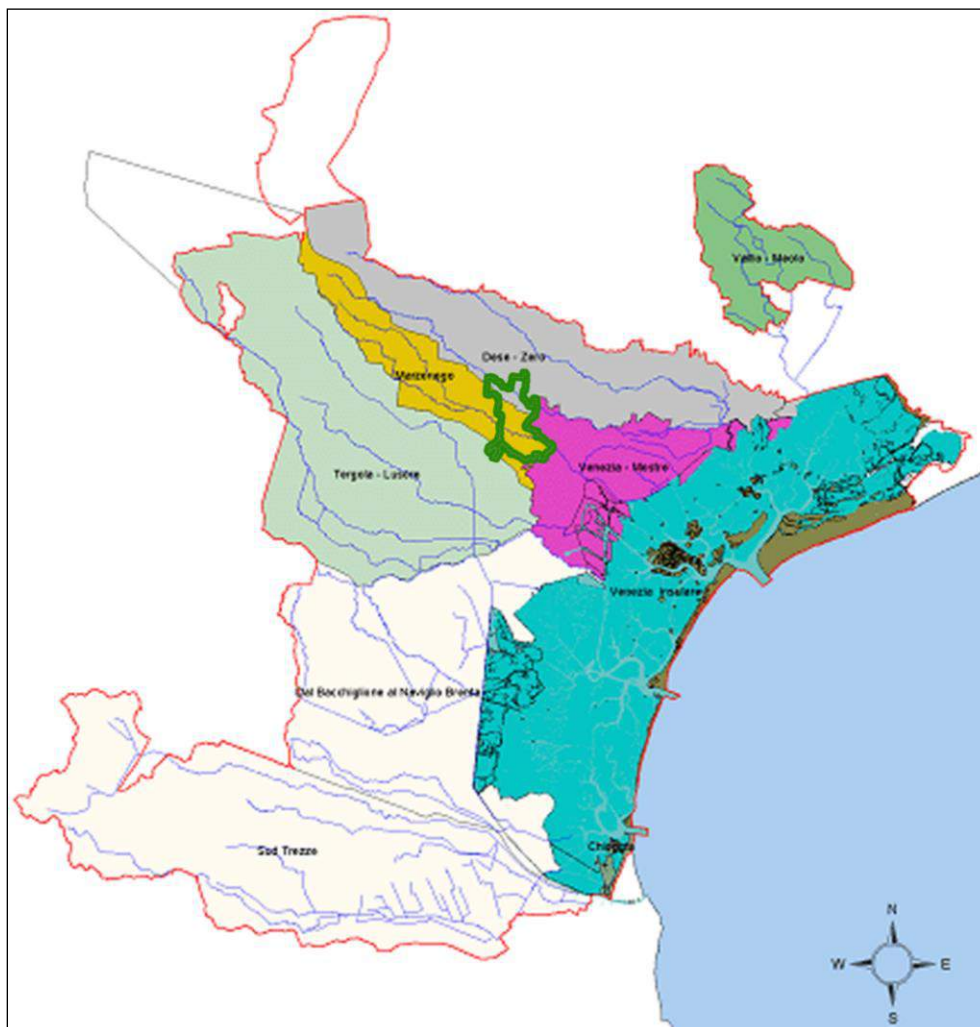 Vallio - Meolo
Dese - Zero
Marzenego
Tergola - Lusore
Venezia - Mestre
Venezia Insulare
Dal Bacchiglione al Naviglio Brenta
Sud Trezze
Chioggia
N
W E
S